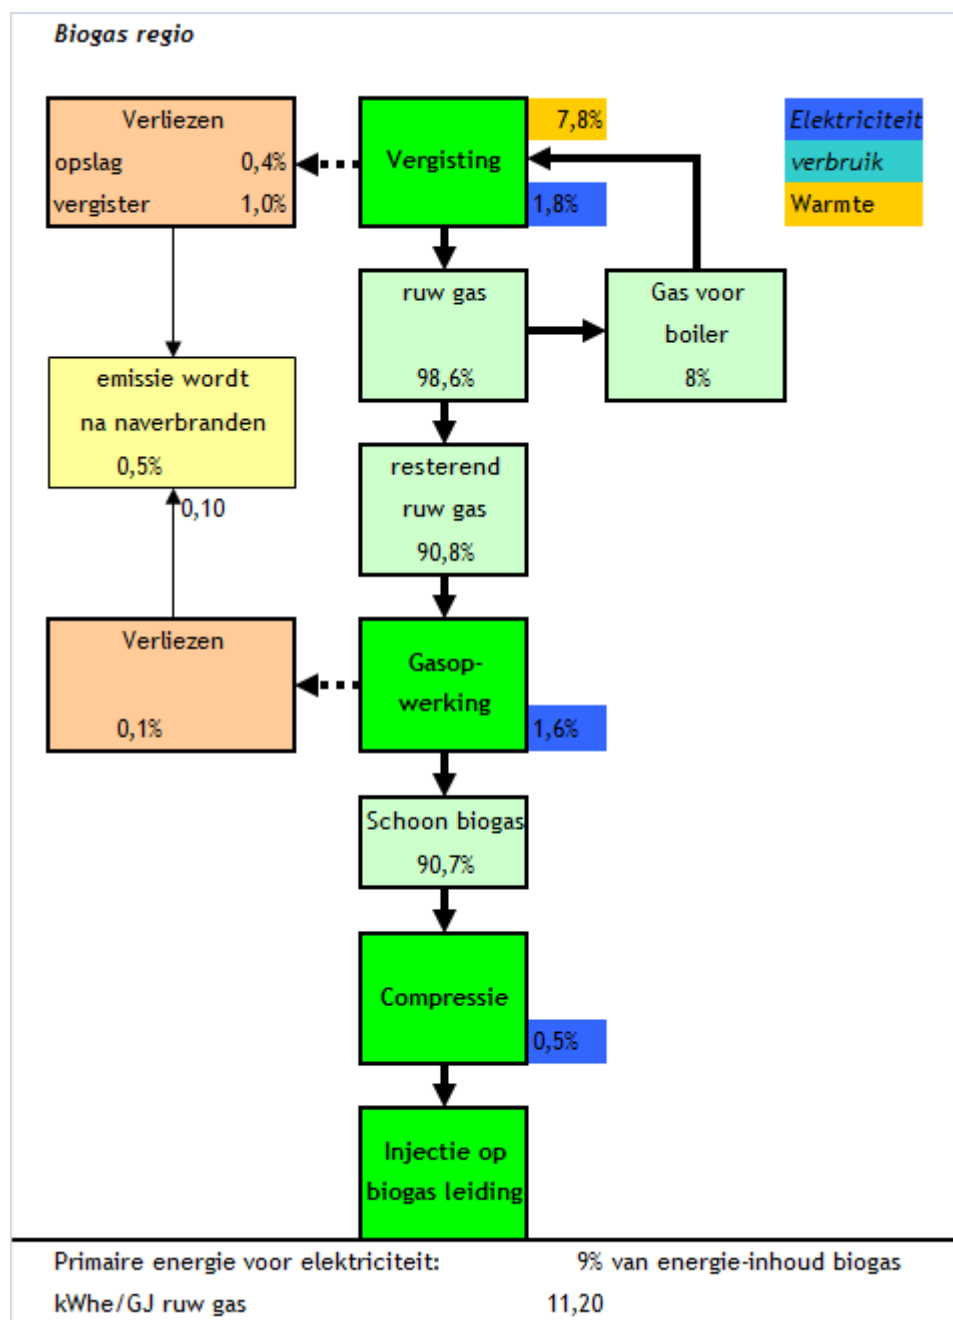 Biogas regio
Verliezen
opslag 0,4%
vergister 1,0%
Vergisting
7,8%
1,8%
Elektriciteit
verbruik
Warmte
ruw gas
98,6%
Gas voor
boiler
8%
emissie wordt
na naverbranden
0,5%
0,10
resterend
ruw gas
90,8%
Verliezen
0,1%
Gasop-
werking
1,6%
Schoon biogas
90,7%
Compressie
0,5%
Injectie op
biogas leiding
Primaire energie voor elektriciteit: 9% van energie-inhoud biogas
kWhe/GJ ruw gas 11,20